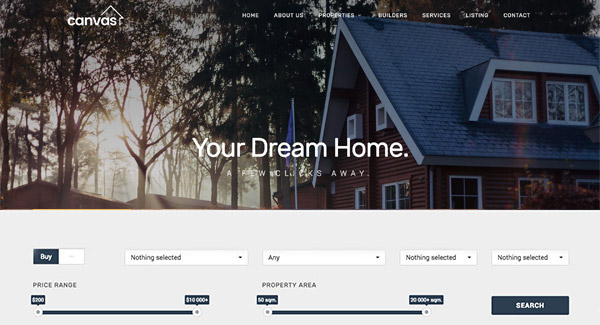 canvas
HOME ABOUT US PROPERTIES BUILDERS SERVICES LISTING CONTACT
Your Dream Home.
A FEW CLICKS AWAY.
Buy
Nothing selected Any Nothing selected Nothing selected
PRICE RANGE PROPERTY AREA
$200 $10 000+ 50 sqm. 20 000+ sqm.
SEARCH